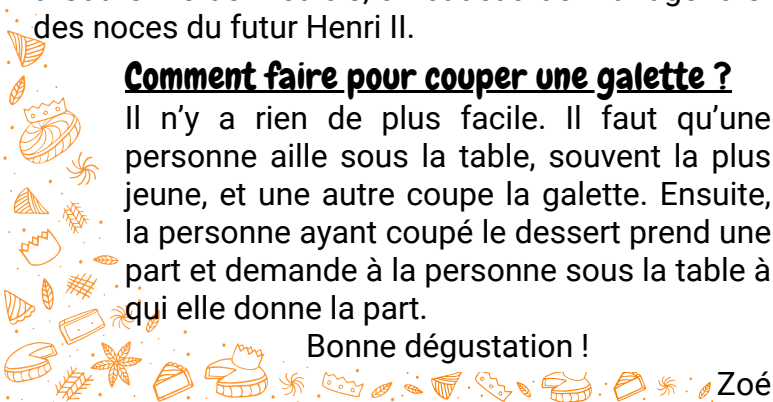 des noces du futur Henri II.
Comment faire pour couper une galette ?
Il n’y a rien de plus facile. Il faut qu’une
personne aille sous la table, souvent la plus
jeune, et une autre coupe la galette. Ensuite,
la personne ayant coupé le dessert prend une
part et demande à la personne sous la table à
qui elle donne la part.
Bonne dégustation !
Zoé